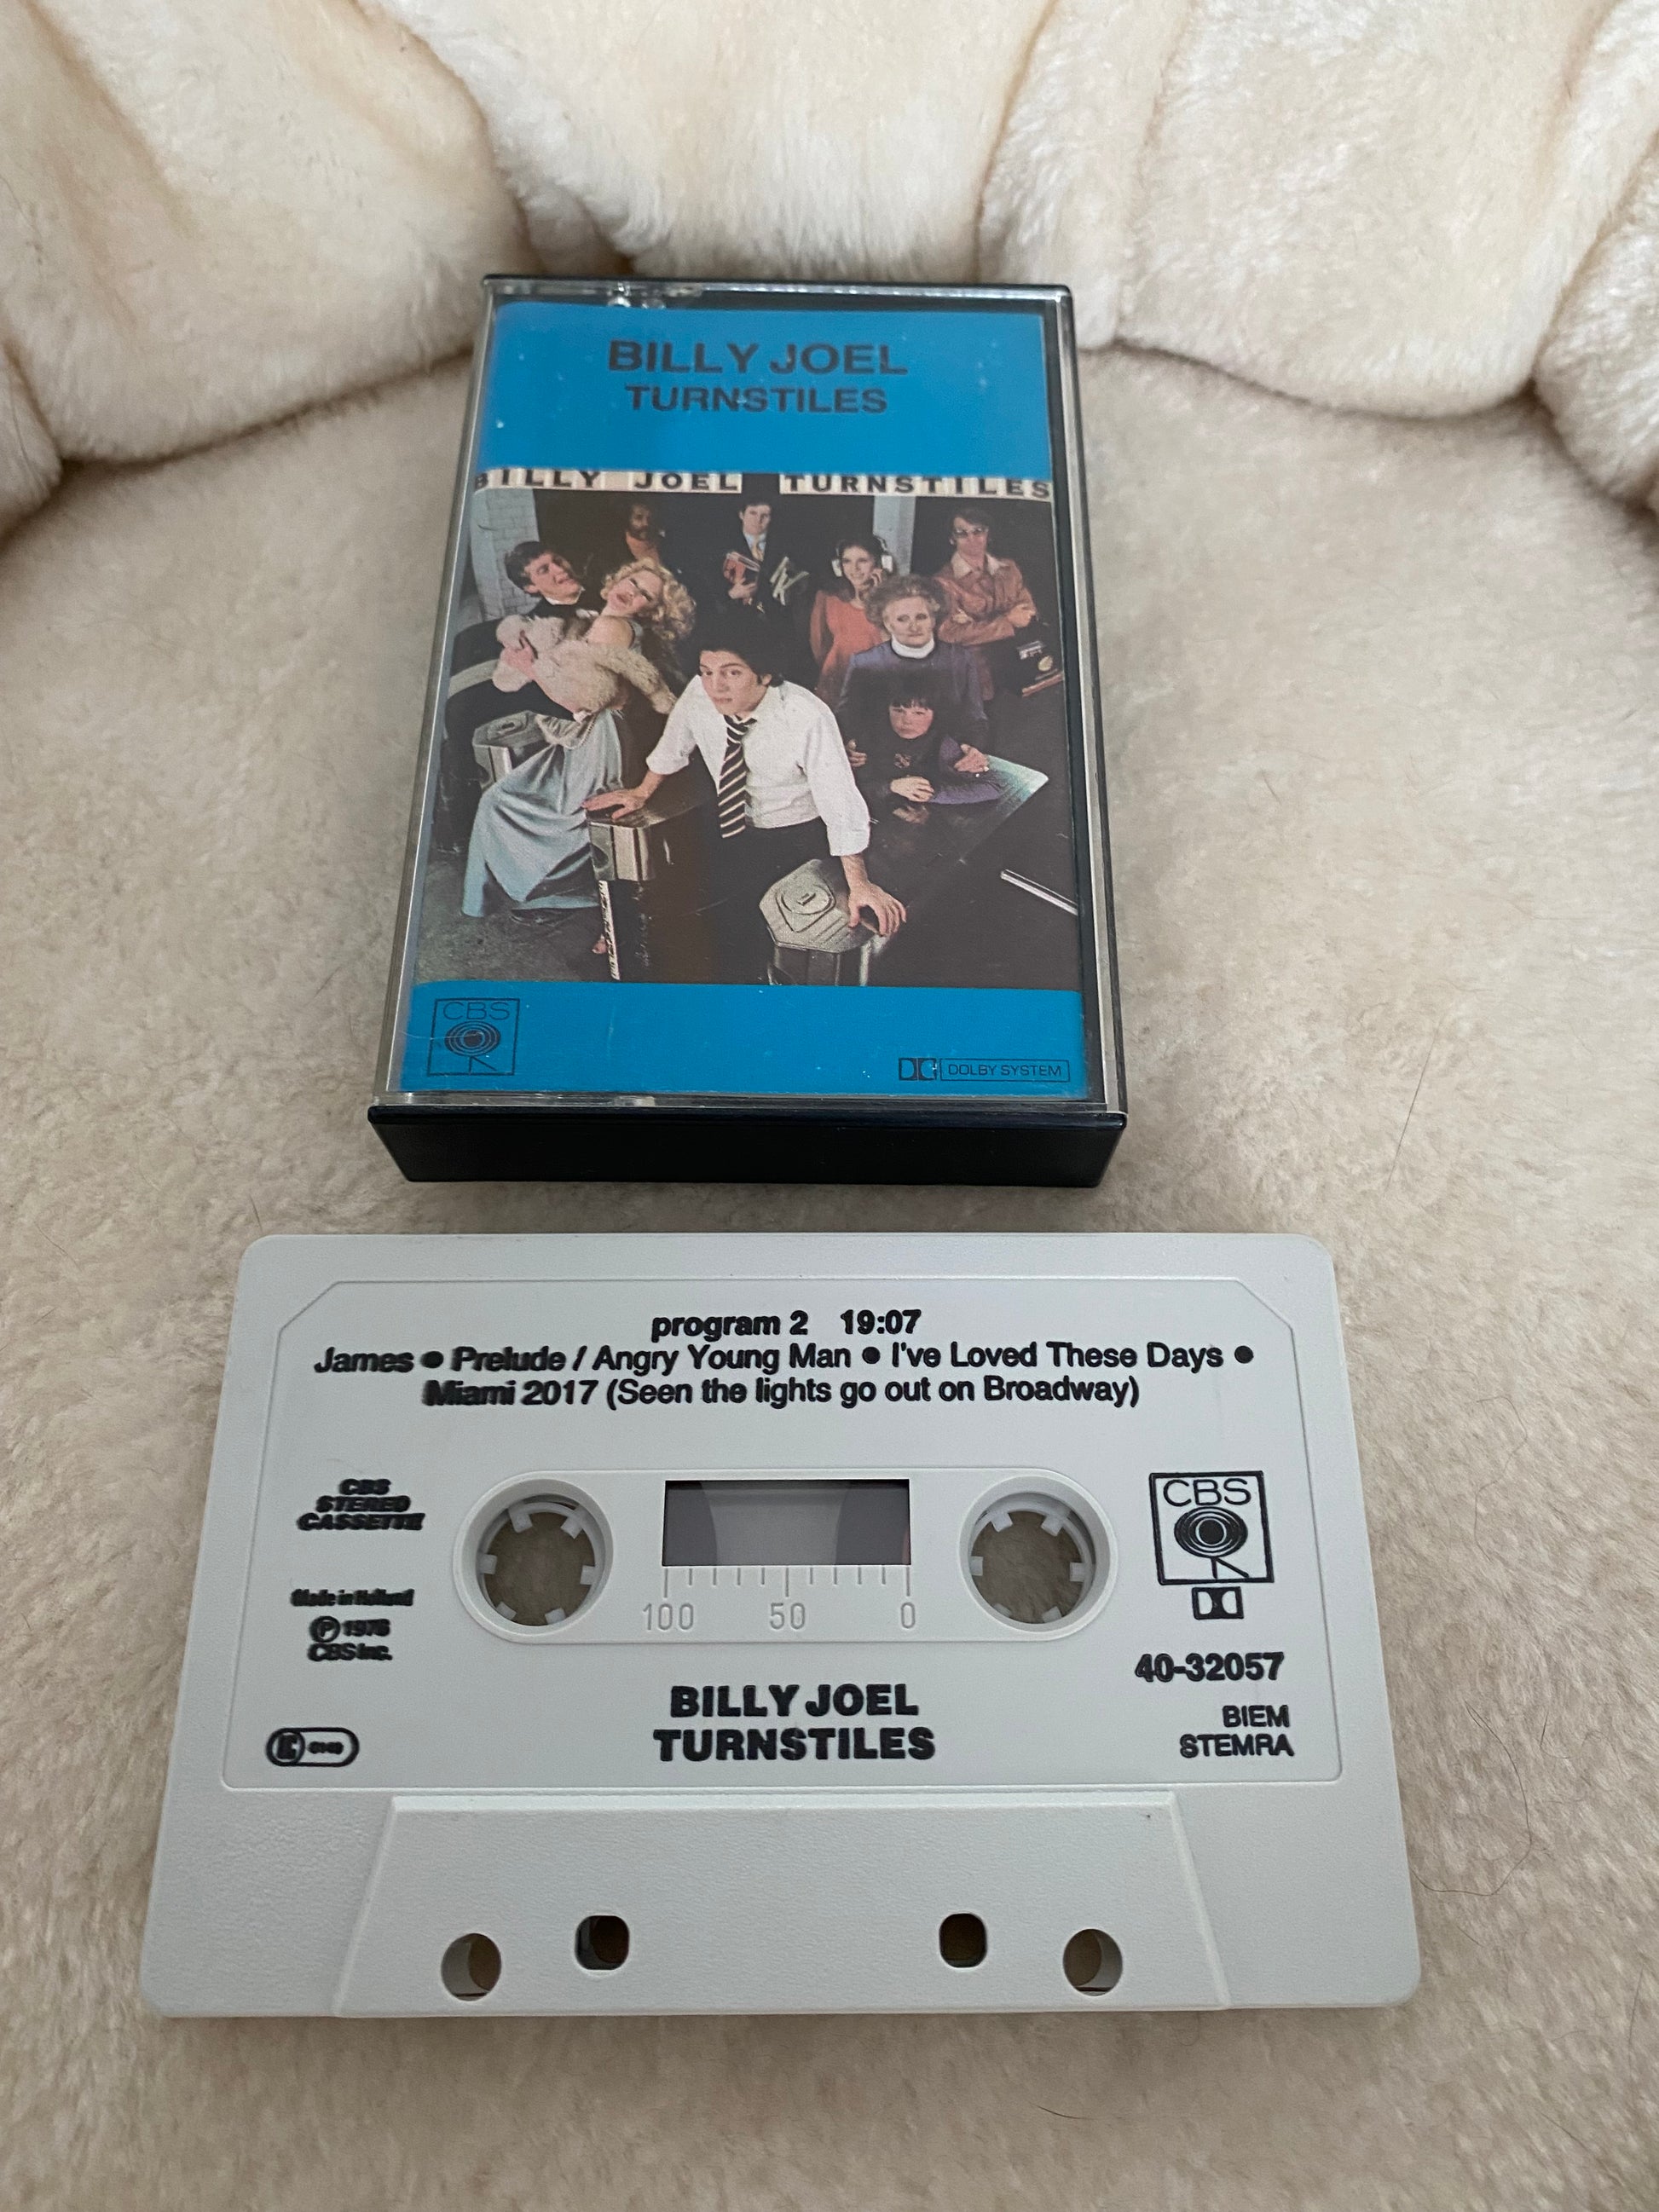 BILLY JOEL
TURNSTILES
BILLY JOEL TURNSTILES
CBS
DOLBY SYSTEM
program 2 19:07
James • Prelude / Angry Young Man • I've Loved These Days •
Miami 2017 (Seen the lights go out on Broadway)
CBS
STEREO
CASSETTE
Made in Holland
℗ 1976
CBS Inc.
100 50 0
CBS
40-32057
BIEM
STEMRA
BILLY JOEL
TURNSTILES